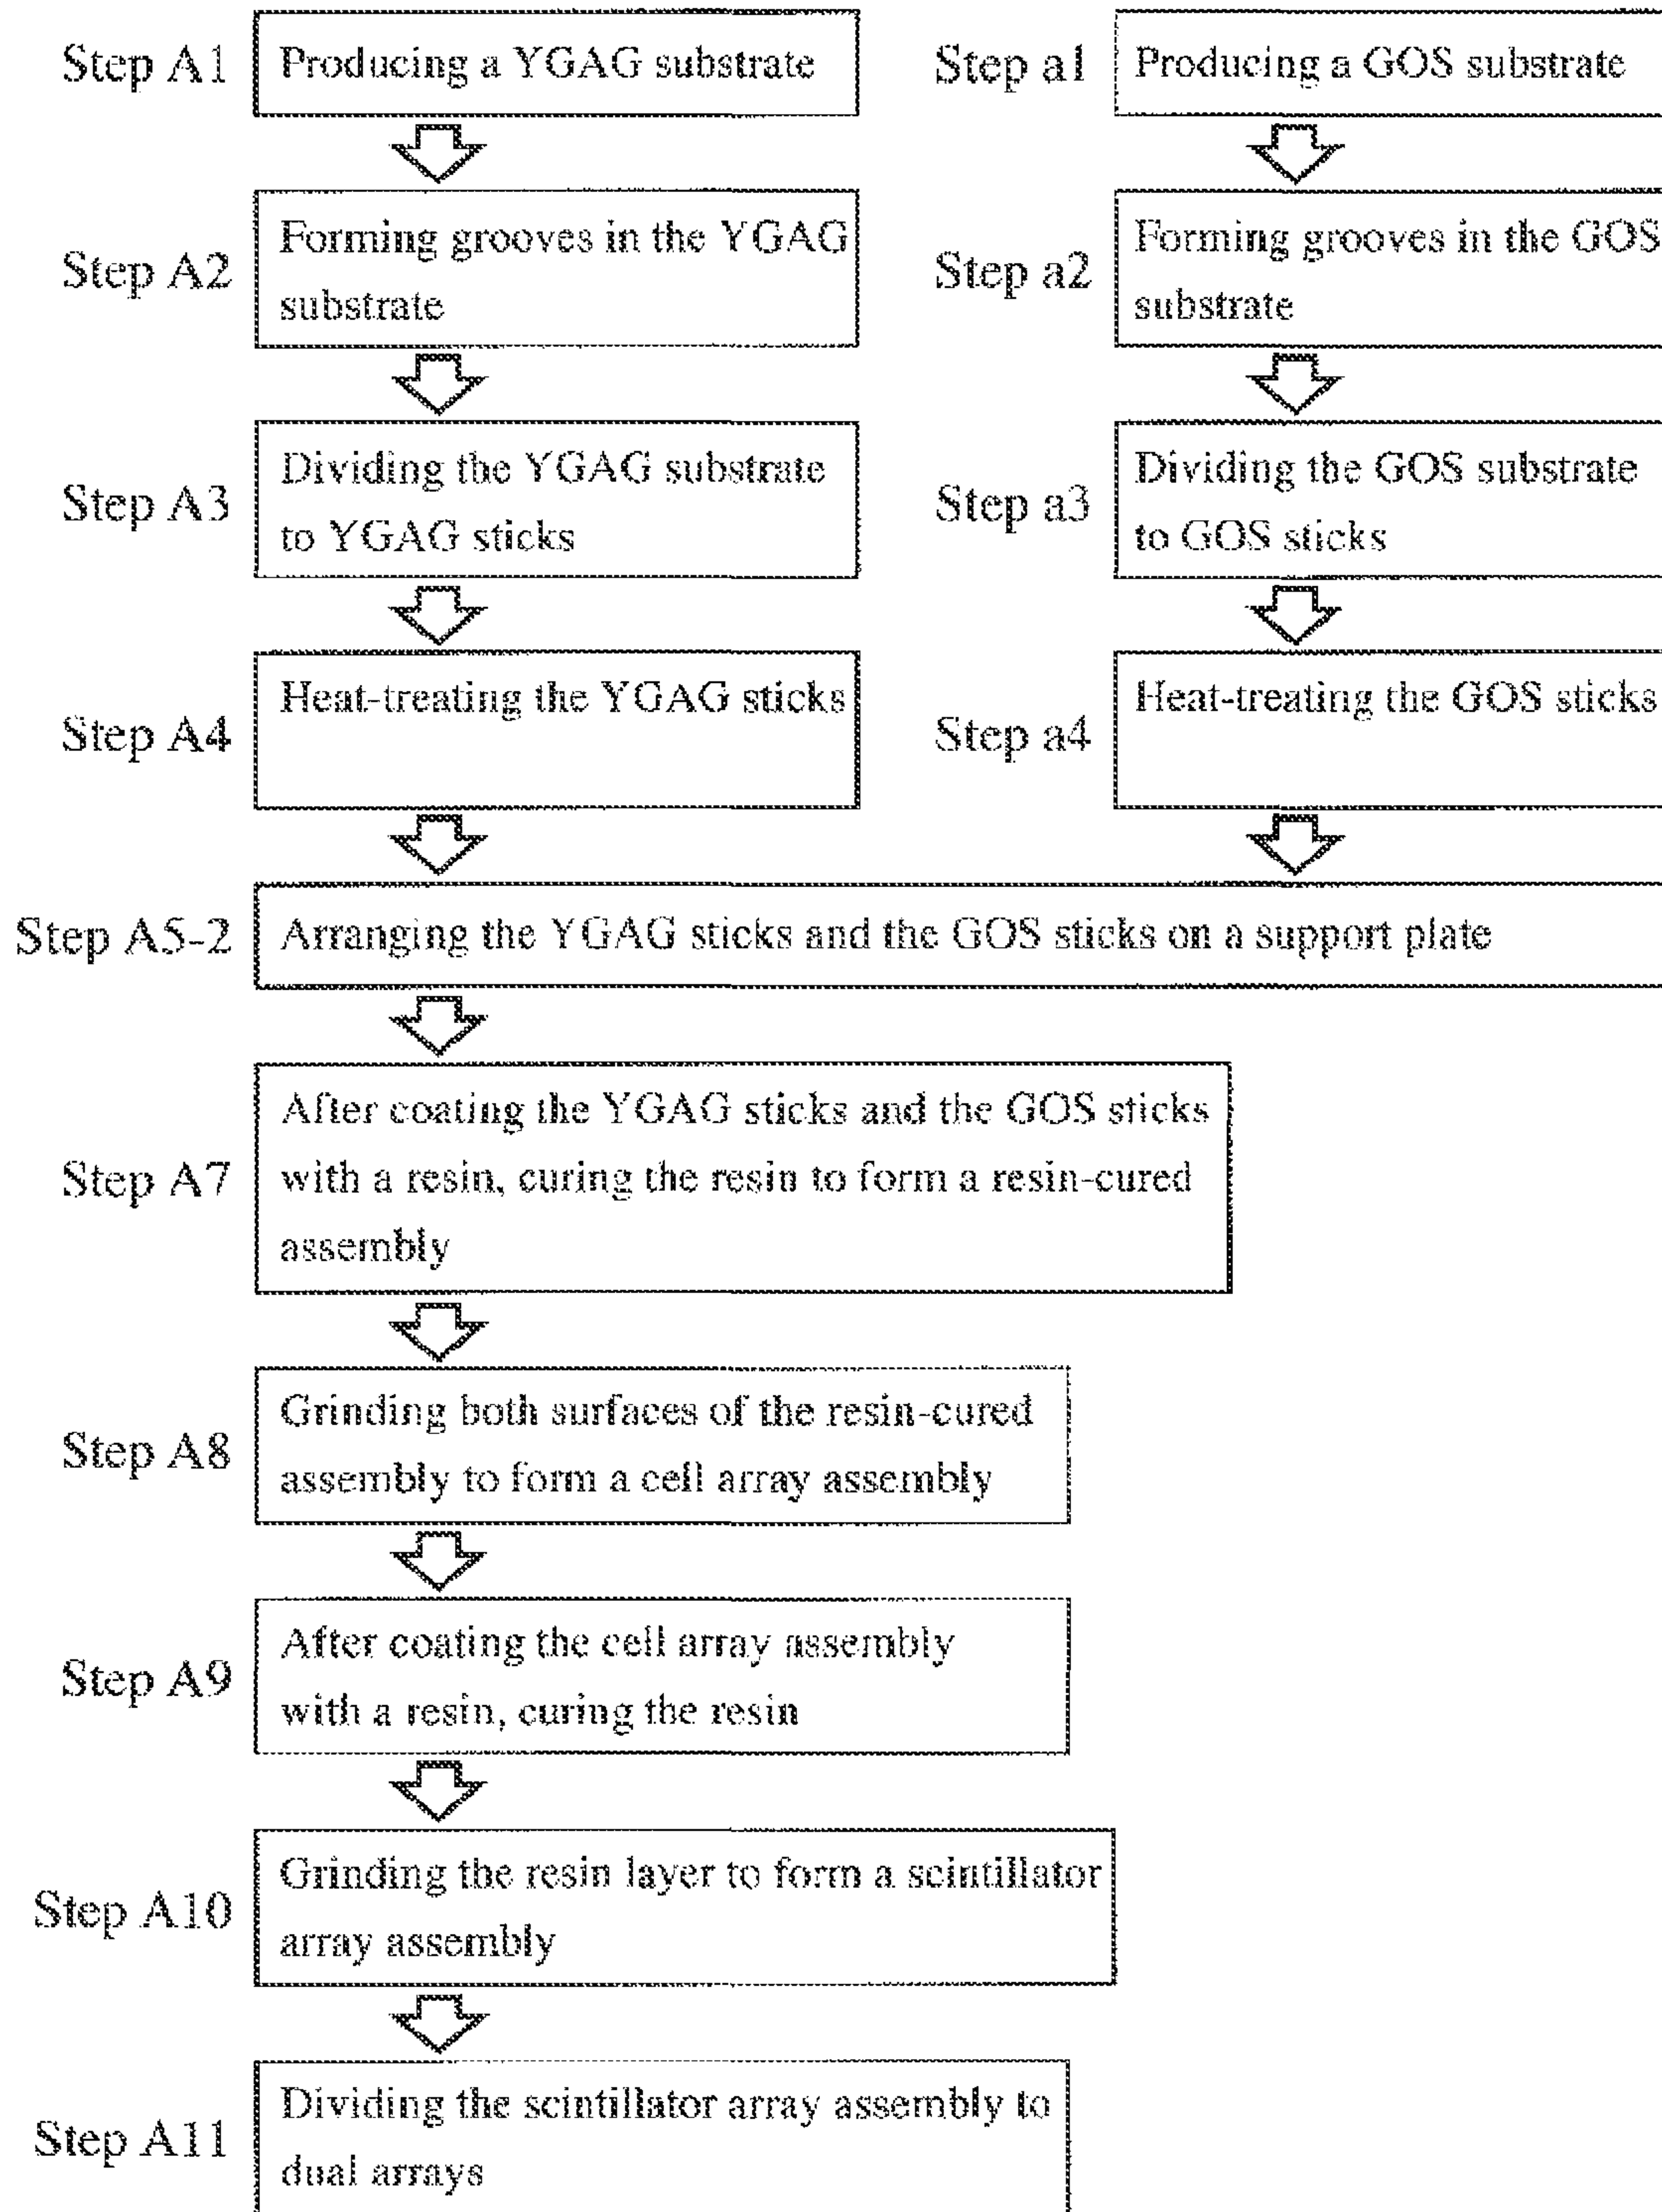 Step A1
Producing a YGAG substrate
Step a1
Producing a GOS substrate
Step A2
Forming grooves in the YGAG
substrate
Step a2
Forming grooves in the GOS
substrate
Step A3
Dividing the YGAG substrate
to YGAG sticks
Step a3
Dividing the GOS substrate
to GOS sticks
Step A4
Heat-treating the YGAG sticks
Step a4
Heat-treating the GOS sticks
Step A5-2
Arranging the YGAG sticks and the GOS sticks on a support plate
Step A7
After coating the YGAG sticks and the GOS sticks
with a resin, curing the resin to form a resin-cured
assembly
Step A8
Grinding both surfaces of the resin-cured
assembly to form a cell array assembly
Step A9
After coating the cell array assembly
with a resin, curing the resin
Step A10
Grinding the resin layer to form a scintillator
array assembly
Step A11
Dividing the scintillator array assembly to
dual arrays